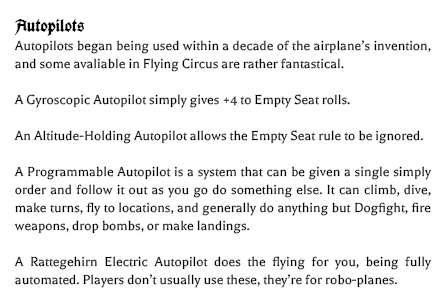 Autopilots
Autopilots began being used within a decade of the airplane's invention,
and some avaliable in Flying Circus are rather fantastical.
A Gyroscopic Autopilot simply gives +4 to Empty Seat rolls.
An Altitude-Holding Autopilot allows the Empty Seat rule to be ignored.
A Programmable Autopilot is a system that can be given a single simply
order and follow it out as you go do something else. It can climb, dive,
make turns, fly to locations, and generally do anything but Dogfight, fire
weapons, drop bombs, or make landings.
A Rattegehirn Electric Autopilot does the flying for you, being fully
automated. Players don't usually use these, they're for robo-planes.